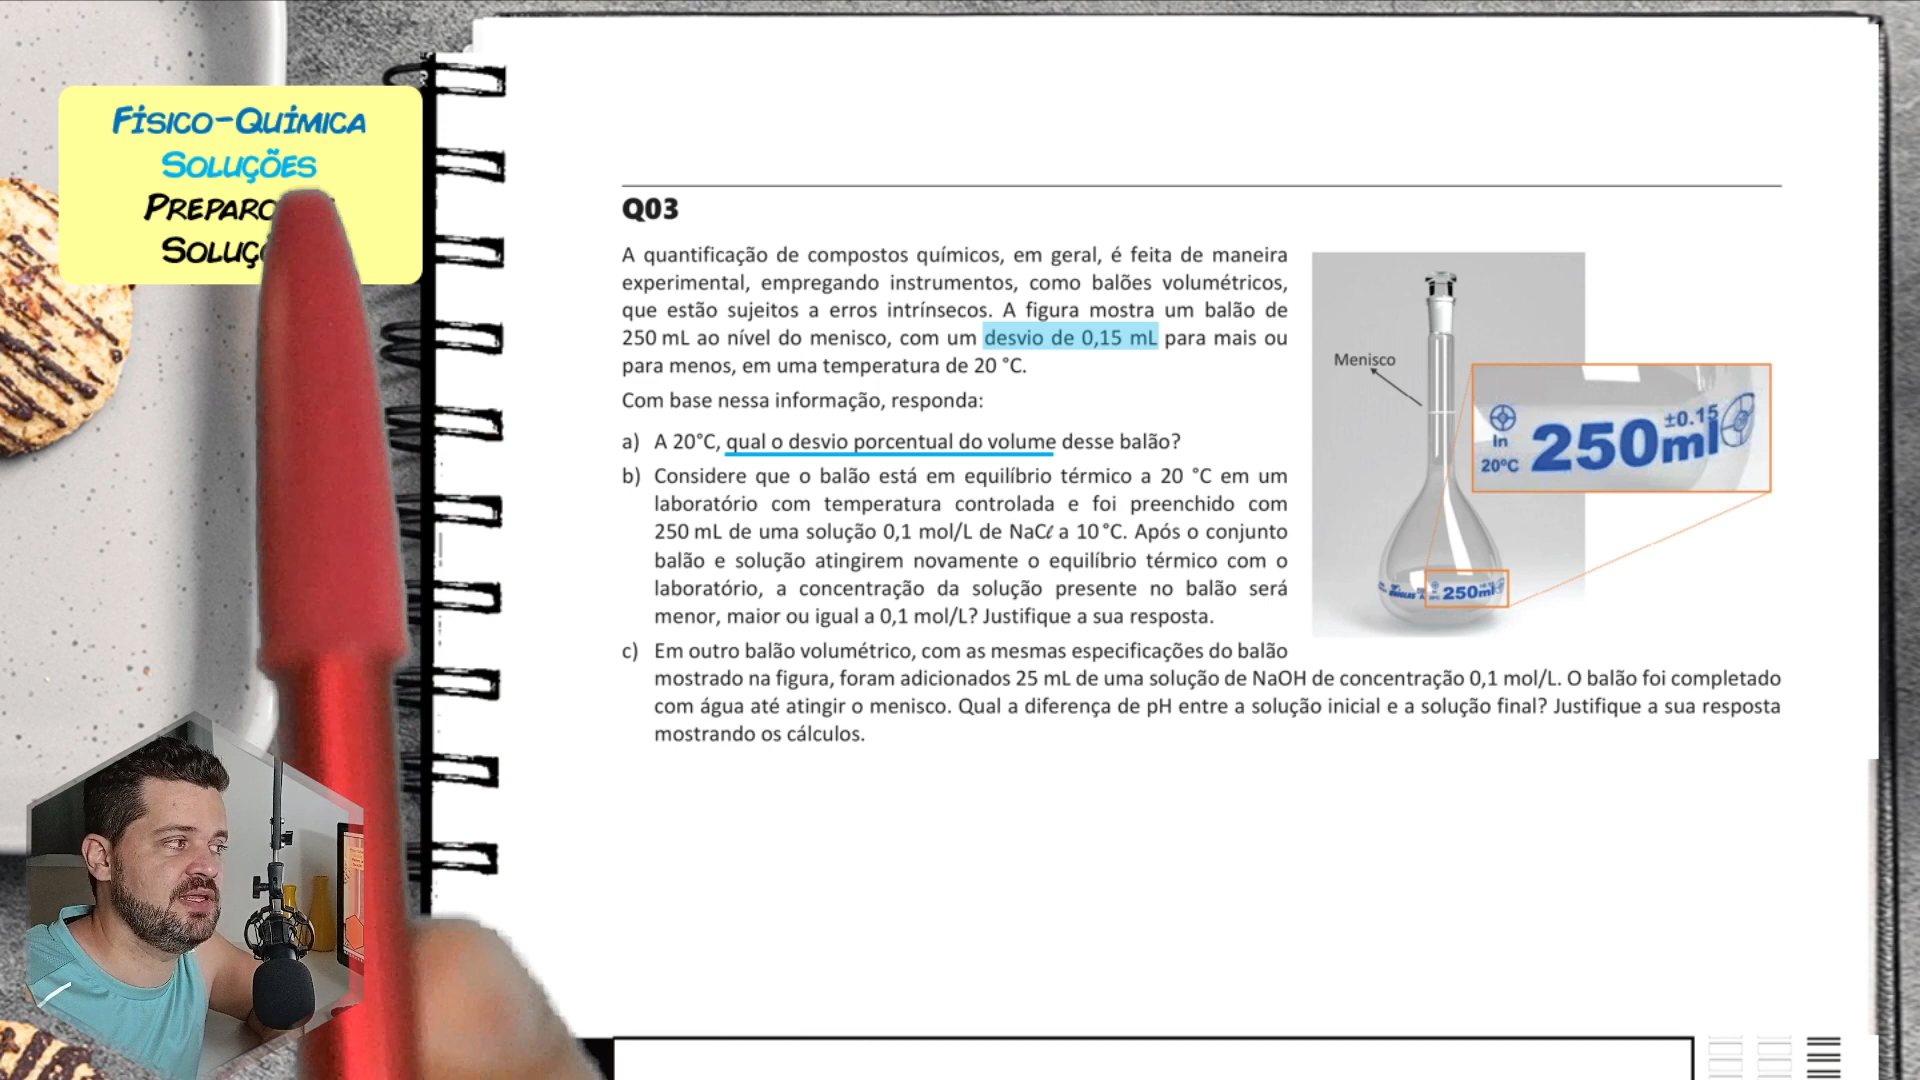 FÍSICO-QUÍMICA
SOLUÇÕES
Q03
A quantificação de compostos químicos, em geral, é feita de maneira
experimental, empregando instrumentos, como balões volumétricos,
que estão sujeitos a erros intrínsecos. A figura mostra um balão de
250 mL ao nível do menisco, com um desvio de 0,15 mL para mais ou
para menos, em uma temperatura de 20 °C.
Com base nessa informação, responda:
a) A 20°C, qual o desvio porcentual do volume desse balão?
b) Considere que o balão está em equilíbrio térmico a 20 °C em um
laboratório com temperatura controlada e foi preenchido com
250 mL de uma solução 0,1 mol/L de NaCℓ a 10 °C. Após o conjunto
balão e solução atingirem novamente o equilíbrio térmico com o
laboratório, a concentração da solução presente no balão será
menor, maior ou igual a 0,1 mol/L? Justifique a sua resposta.
c) Em outro balão volumétrico, com as mesmas especificações do balão
mostrado na figura, foram adicionados 25 mL de uma solução de NaOH de concentração 0,1 mol/L. O balão foi completado
com água até atingir o menisco. Qual a diferença de pH entre a solução inicial e a solução final? Justifique a sua resposta
mostrando os cálculos.
Menisco
In
20°C
250ml
±0.15
250ml